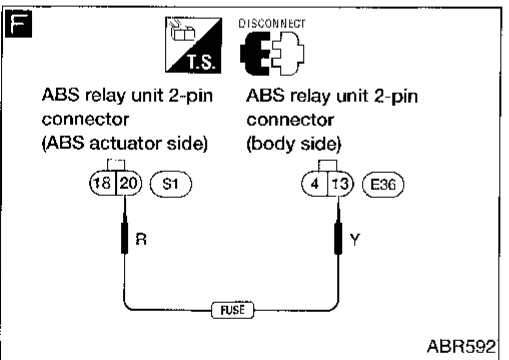 F
DISCONNECT
T.S.
ABS relay unit 2-pin
connector
(ABS actuator side)
ABS relay unit 2-pin
connector
(body side)
18 20 S1
4 13 E36
R
Y
FUSE
ABR592